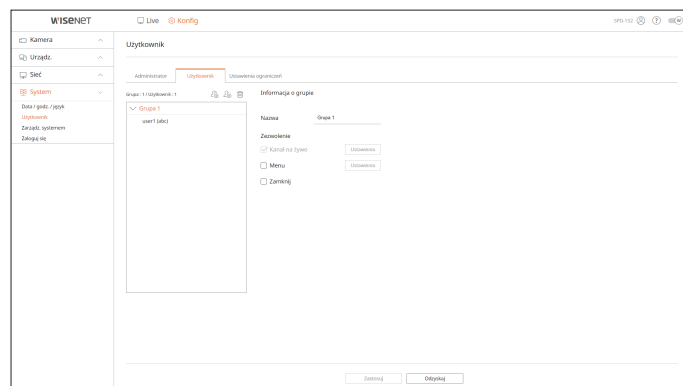 WISENET
Live Konfig
SPD-152
Kamera
Urządz.
Sieć
System
Data / godz. / język
Użytkownik
Zarządz. systemem
Zaloguj się
Użytkownik
Administrator Użytkownik Ustawienia ograniczeń
Grupa : 1 / Użytkownik : 1
Grupa 1
user1 (abc)
Informacja o grupie
Nazwa Grupa 1
Zezwolenie
Kanał na żywo Ustawienia
Menu Ustawienia
Zamknij
Zastosuj Odzyskaj